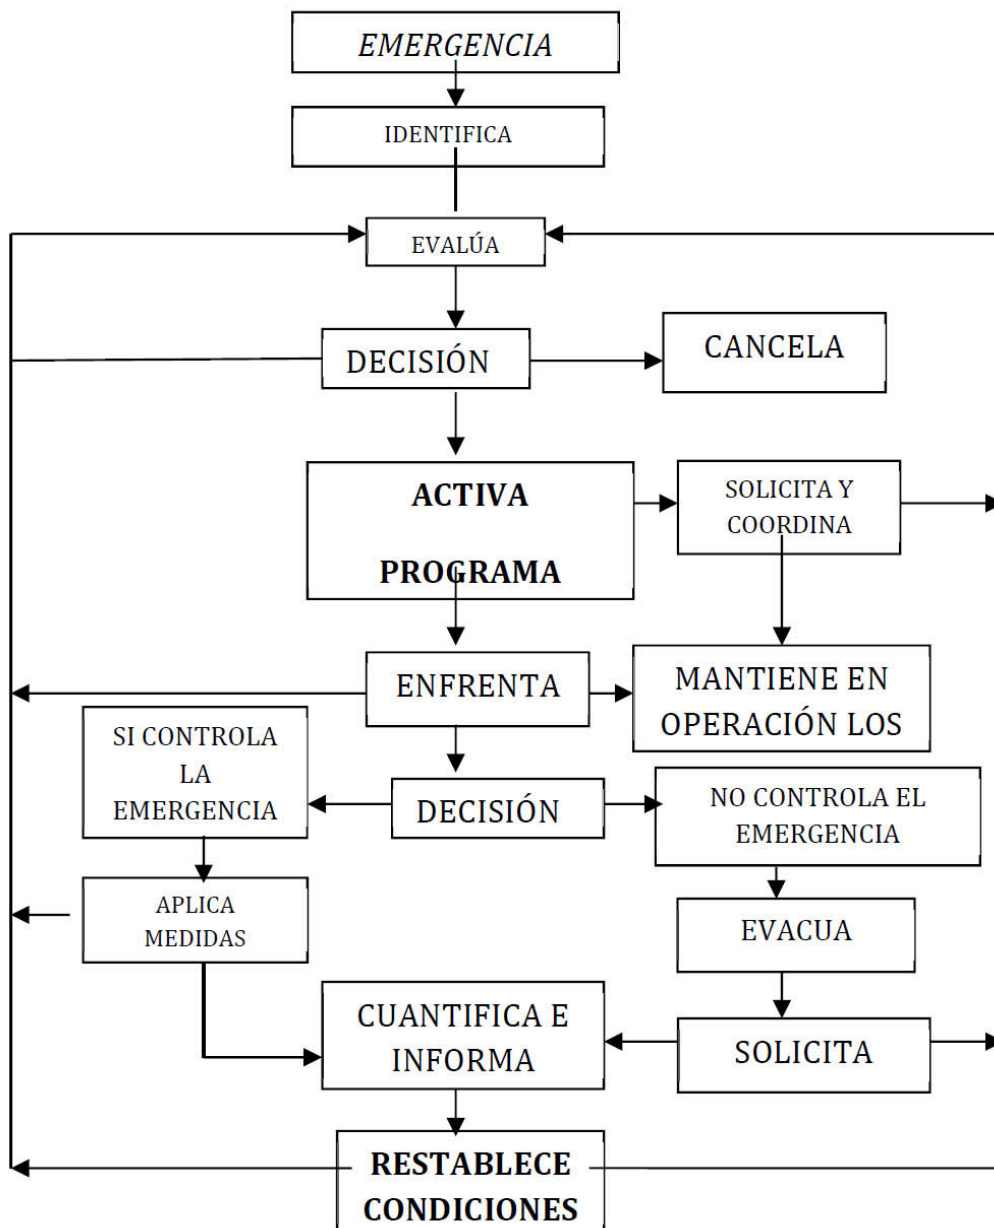 EMERGENCIA
IDENTIFICA
EVALÚA
DECISIÓN
CANCELA
ACTIVA
PROGRAMA
SOLICITA Y
COORDINA
ENFRENTA
MANTIENE EN
OPERACIÓN LOS
SI CONTROLA
LA
EMERGENCIA
DECISIÓN
NO CONTROLA EL
EMERGENCIA
APLICA
MEDIDAS
EVACUA
CUANTIFICA E
INFORMA
SOLICITA
RESTABLECE
CONDICIONES